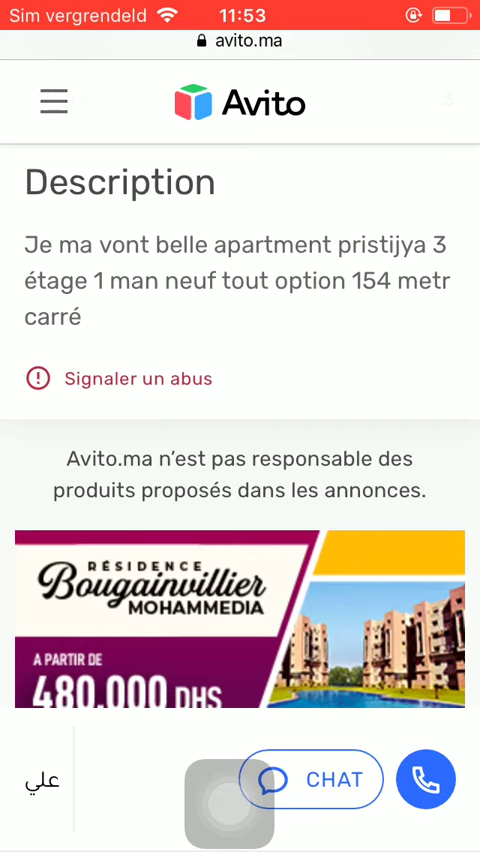 Sim vergrendeld 11:53
avito.ma
Avito
Description
Je ma vont belle apartment pristijya 3
étage 1 man neuf tout option 154 metr
carré
Signaler un abus
Avito.ma n’est pas responsable des
produits proposés dans les annonces.
RÉSIDENCE
Bougainvillier
MOHAMMEDIA
A PARTIR DE
480.000 DHS
علي
CHAT